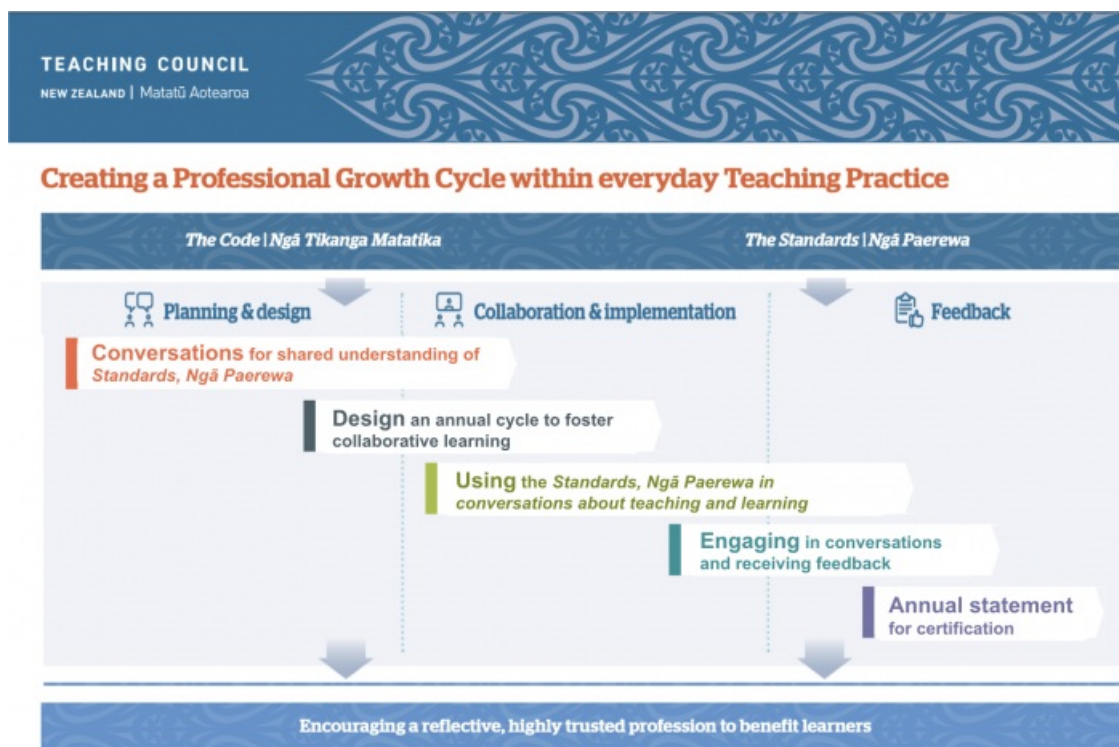 TEACHING COUNCIL
NEW ZEALAND | Matatū Aotearoa
Creating a Professional Growth Cycle within everyday Teaching Practice
The Code | Ngā Tikanga Matatika
The Standards | Ngā Paerewa
Planning & design
Collaboration & implementation
Feedback
Conversations for shared understanding of
Standards, Ngā Paerewa
Design an annual cycle to foster
collaborative learning
Using the Standards, Ngā Paerewa in
conversations about teaching and learning
Engaging in conversations
and receiving feedback
Annual statement
for certification
Encouraging a reflective, highly trusted profession to benefit learners